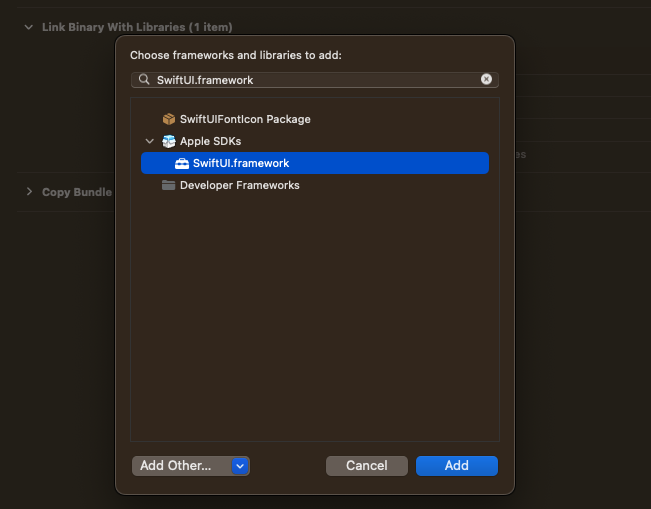 Link Binary With Libraries (1 item)
Choose frameworks and libraries to add:
SwiftUI.framework
SwiftUIFontIcon Package
Apple SDKs
SwiftUI.framework
Developer Frameworks
Copy Bundle
Add Other...
Cancel
Add